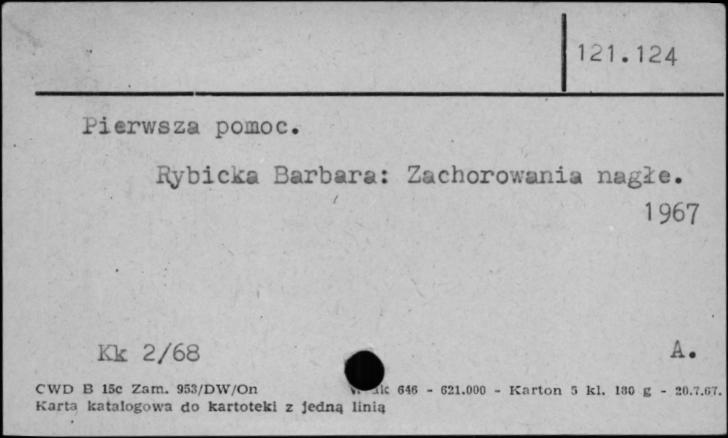 121.124
Pierwsza pomoc.
Rybicka Barbara: Zachorowania nagłe.
1967
Kk 2/68
A.
CWD B 15c Zam. 953/DW/On 646 - 621.000 - Karton 5 kl. 180 g - 20.7.67.
Karta katalogowa do kartoteki z jedną linią